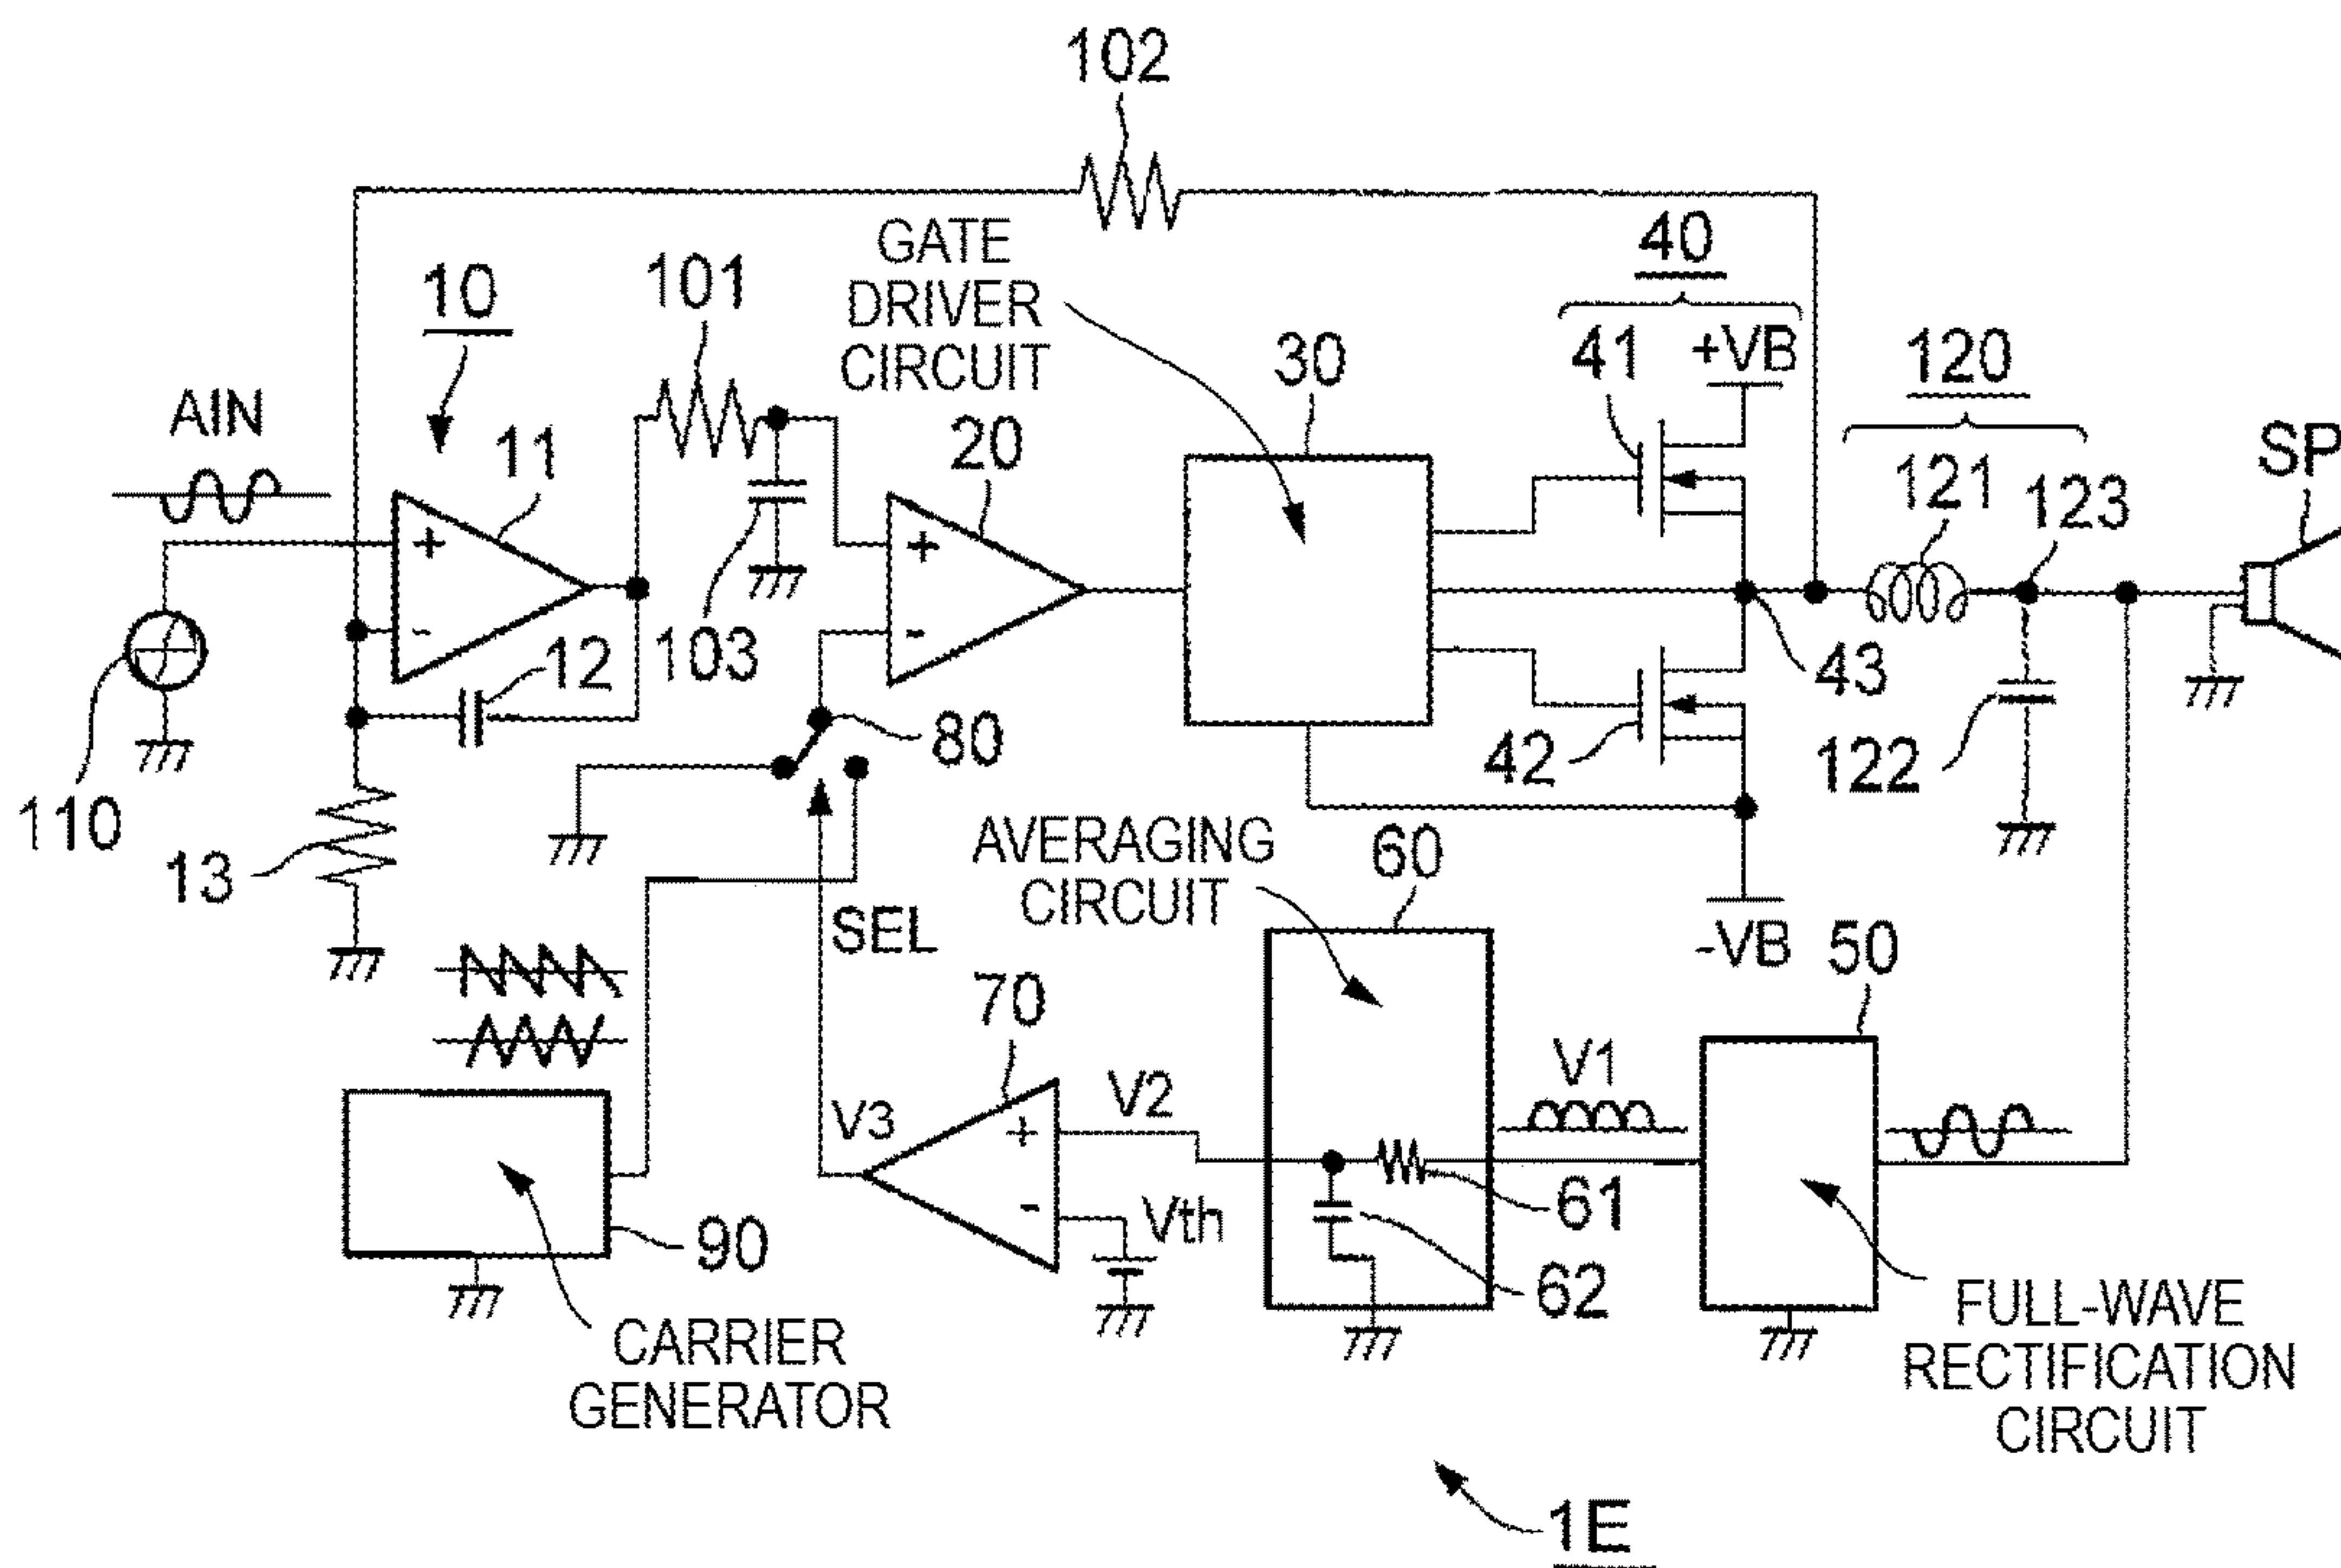 102
GATE
DRIVER
CIRCUIT
40
10
101
30
41
+VB
120
AIN
11
20
121
123
SP
+
+
-
-
12
103
43
80
42
122
110
13
AVERAGING
CIRCUIT
60
SEL
-VB
50
70
V1
V3
V2
+
-
Vth
61
62
90
CARRIER
GENERATOR
FULL-WAVE
RECTIFICATION
CIRCUIT
1E